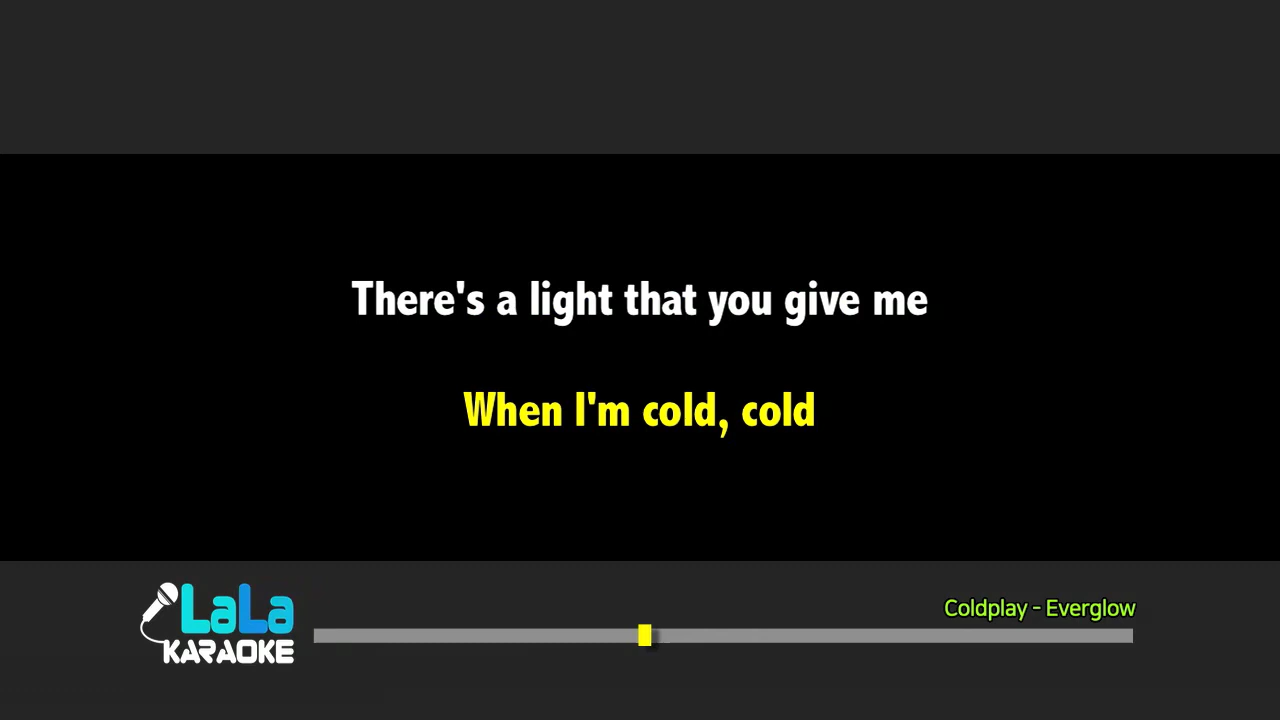 There's a light that you give me
When I'm cold, cold
Coldplay - Everglow
LaLa
KARAOKE